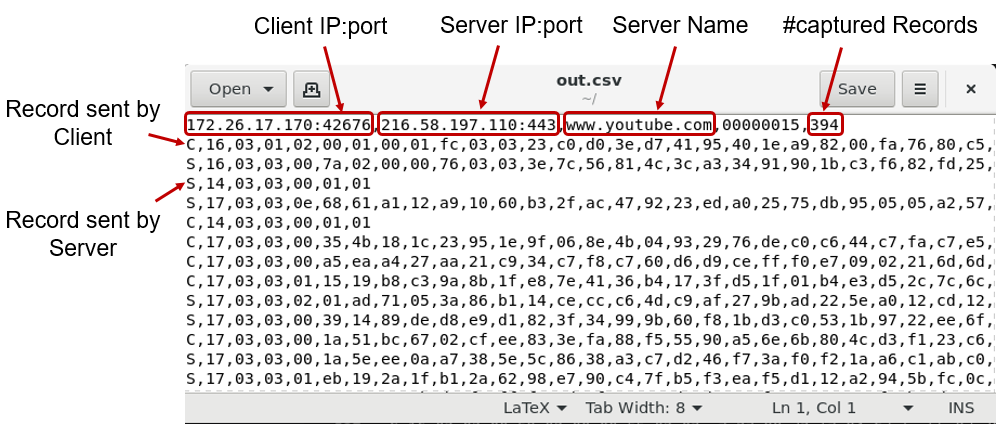 Client IP:port Server IP:port Server Name #captured Records
Record sent by
Client
Record sent by
Server
Open out.csv Save
~/
172.26.17.170:42676,216.58.197.110:443,www.youtube.com,00000015,394
C,16,03,01,02,00,01,00,01,fc,03,03,23,c0,d0,3e,d7,41,95,40,1e,a9,82,00,fa,76,80,c5,
S,16,03,03,00,7a,02,00,00,76,03,03,3e,7c,56,81,4c,3c,a3,34,91,90,1b,c3,f6,82,fd,25,
S,14,03,03,00,01,01
S,17,03,03,0e,68,61,a1,12,a9,10,60,b3,2f,ac,47,92,23,ed,a0,25,75,db,95,05,05,a2,57,
C,14,03,03,00,01,01
C,17,03,03,00,35,4b,18,1c,23,95,1e,9f,06,8e,4b,04,93,29,76,de,c0,c6,44,c7,fa,c7,e5,
C,17,03,03,00,a5,ea,a4,27,aa,21,c9,34,c7,f8,c7,60,d6,d9,ce,ff,f0,e7,09,02,21,6d,6d,
C,17,03,03,01,15,19,b8,c3,9a,8b,1f,e8,7e,41,36,b4,17,3f,d5,1f,01,b4,e3,d5,2c,7c,6c,
S,17,03,03,02,01,ad,71,05,3a,86,b1,14,ce,cc,c6,4d,c9,af,27,9b,ad,22,5e,a0,12,cd,12,
S,17,03,03,00,39,14,89,de,d8,e9,d1,82,3f,34,99,9b,60,f8,1b,d3,c0,53,1b,97,22,ee,6f,
C,17,03,03,00,1a,51,bc,67,02,cf,ee,83,3e,fa,88,f5,55,90,a5,6e,6b,80,4c,d3,f1,23,c6,
S,17,03,03,00,1a,5e,ee,0a,a7,38,5e,5c,86,38,a3,c7,d2,46,f7,3a,f0,f2,1a,a6,c1,ab,c0,
S,17,03,03,01,eb,19,2a,1f,b1,2a,62,98,e7,90,c4,7f,b5,f3,ea,f5,d1,12,a2,94,5b,fc,0c,
LaTeX Tab Width: 8 Ln 1, Col 1 INS